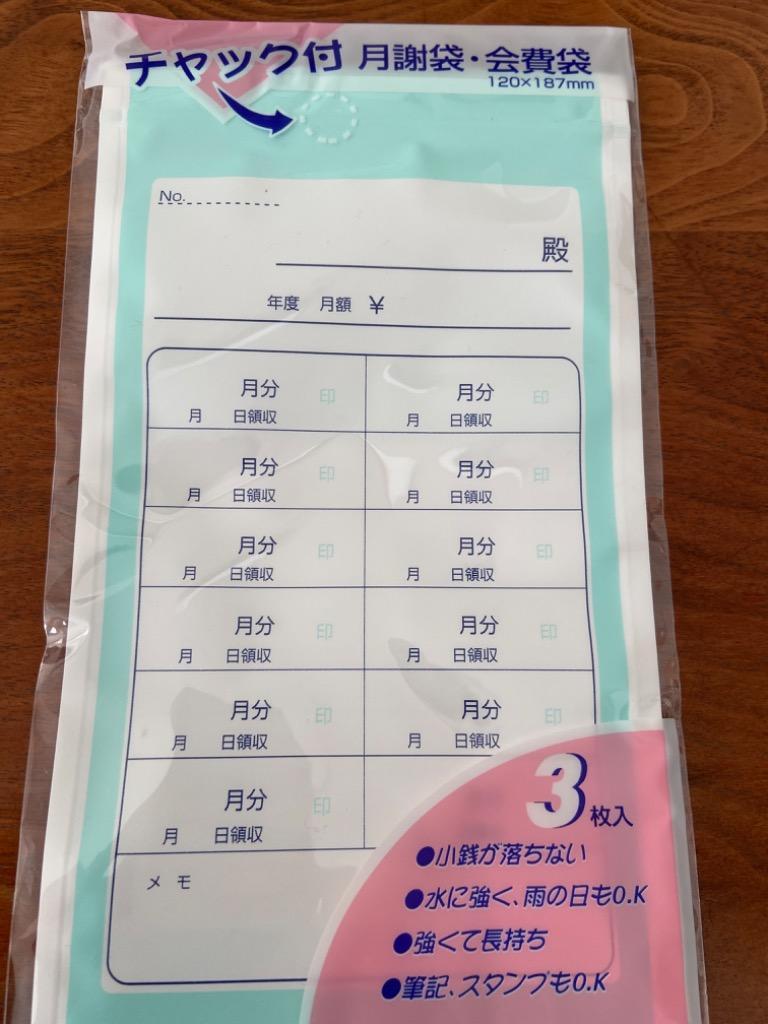 チャック付 月謝袋・会費袋
120×187mm
No.
殿
年度 月額 ¥
月分 印 月分 印
月 日領収 月 日領収
月分 印 月分 印
月 日領収 月 日領収
月分 印 月分 印
月 日領収 月 日領収
月分 印 月分 印
月 日領収 月 日領収
月分 印 月分 印
月 日領収 月 日領収
月分 印
月 日領収
メモ
3枚入
●小銭が落ちない
●水に強く、雨の日もO.K
●強くて長持ち
●筆記、スタンプもO.K